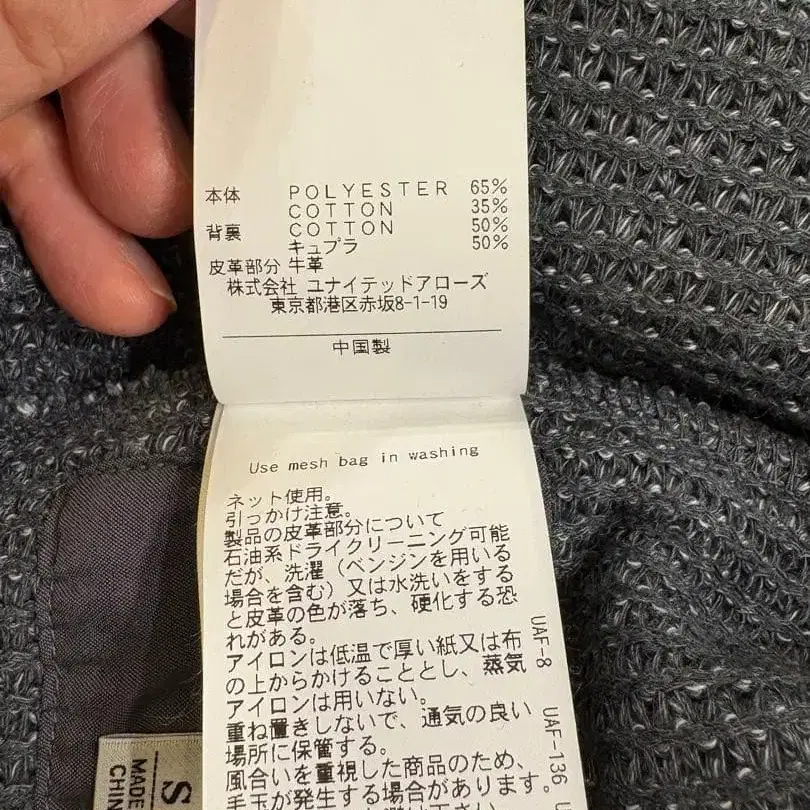 本体 POLYESTER 65%
COTTON 35%
背裏 COTTON 50%
キュプラ 50%
皮革部分 牛革
株式会社 ユナイテッドアローズ
東京都港区赤坂8-1-19
中国製
Use mesh bag in washing
ネット使用。
引っかけ注意。
製品の皮革部分について
石油系ドライクリーニング可能
だが、洗濯（ベンジンを用いる
場合を含む）又は水洗いをする
と皮革の色が落ち、硬化する恐
れがある。
アイロンは低温で厚い紙又は布
の上からかけることとし、蒸気
アイロンは用いない。
重ね置きしないで、通気の良い
場所に保管する。
風合いを重視した商品のため、
毛玉が発生する場合があります。
UAF-8
UAF-136
S
MADE
CHIN